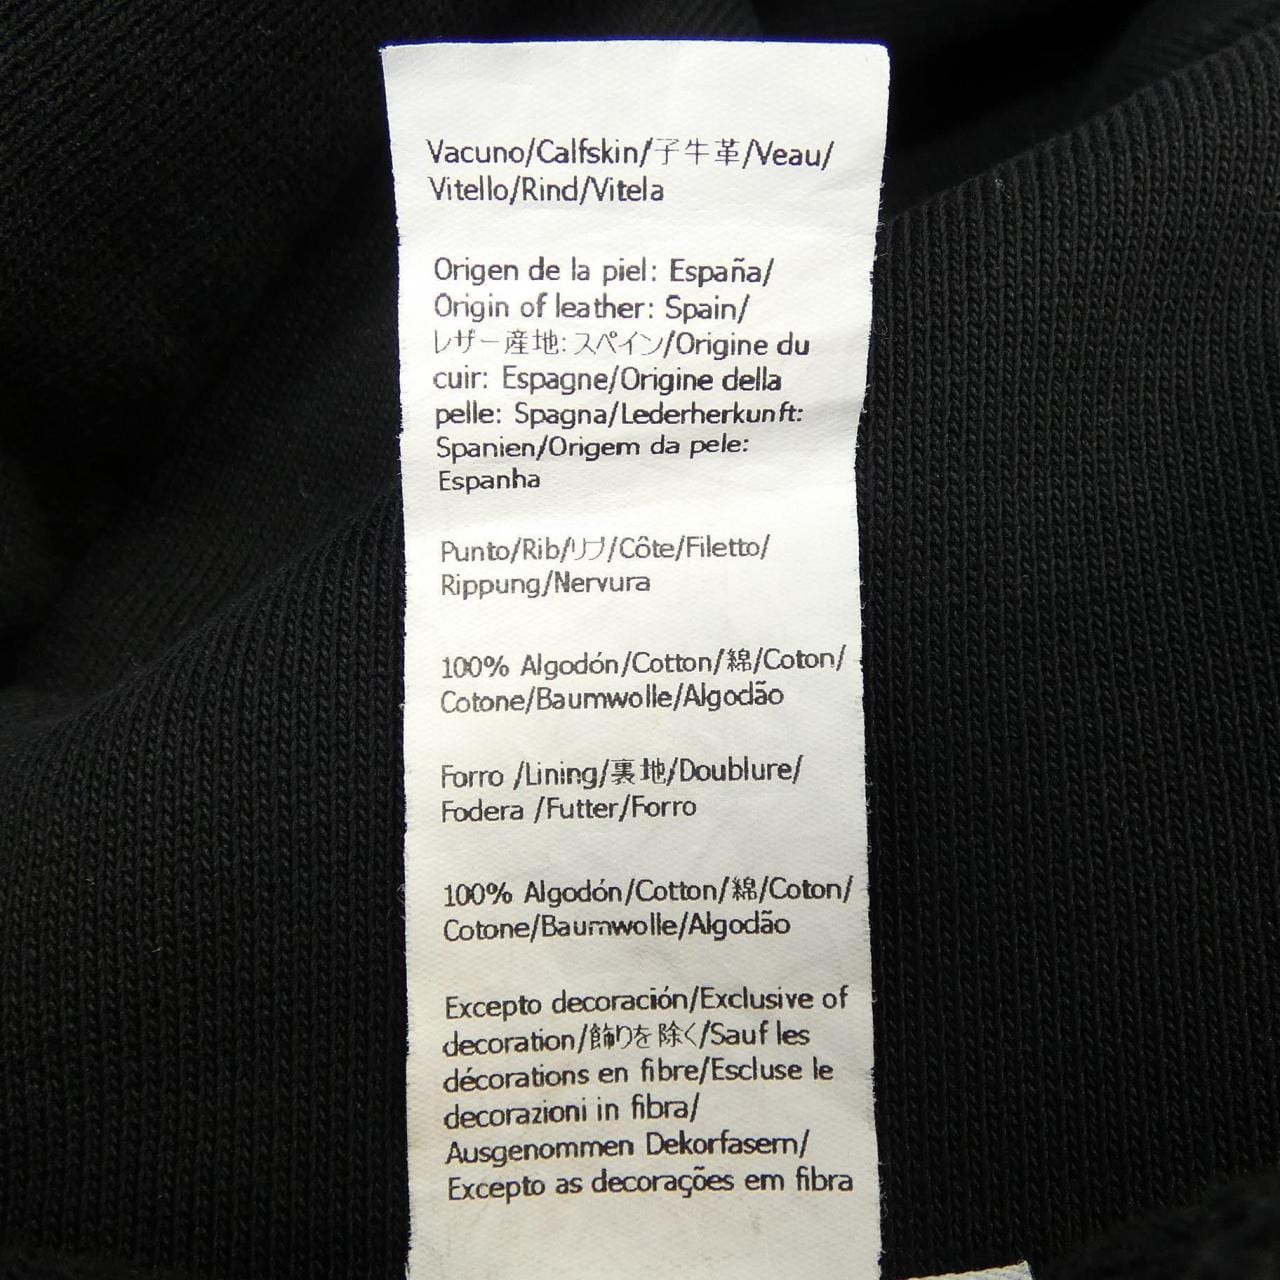 Vacuno/Calfskin/子牛革/Veau/
Vitello/Rind/Vitela
Origen de la piel: España/
Origin of leather: Spain/
レザー産地: スペイン/Origine du
cuir: Espagne/Origine della
pelle: Spagna/Lederherkunft:
Spanien/Origem da pele:
Espanha
Punto/Rib/リブ/Côte/Filetto/
Rippung/Nervura
100% Algodón/Cotton/綿/Coton/
Cotone/Baumwolle/Algodão
Forro /Lining/裏地/Doublure/
Fodera /Futter/Forro
100% Algodón/Cotton/綿/Coton/
Cotone/Baumwolle/Algodão
Excepto decoración/Exclusive of
decoration/飾りを除く/Sauf les
décorations en fibre/Escluse le
decorazioni in fibra/
Ausgenommen Dekorfasern/
Excepto as decorações em fibra